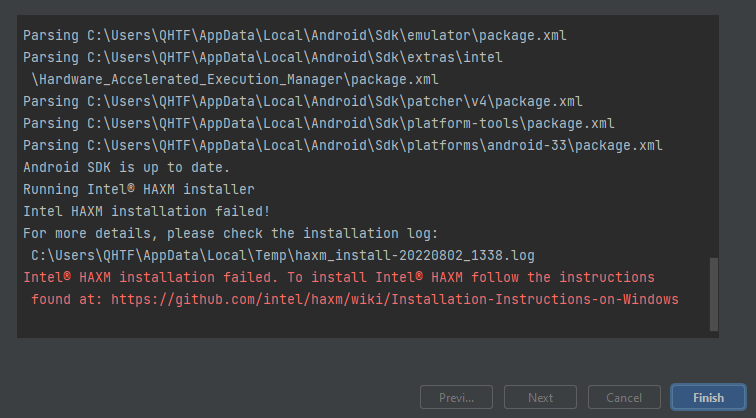 Parsing C:\Users\QHTF\AppData\Local\Android\Sdk\emulator\package.xml
Parsing C:\Users\QHTF\AppData\Local\Android\Sdk\extras\intel
\Hardware_Accelerated_Execution_Manager\package.xml
Parsing C:\Users\QHTF\AppData\Local\Android\Sdk\patcher\v4\package.xml
Parsing C:\Users\QHTF\AppData\Local\Android\Sdk\platform-tools\package.xml
Parsing C:\Users\QHTF\AppData\Local\Android\Sdk\platforms\android-33\package.xml
Android SDK is up to date.
Running Intel® HAXM installer
Intel HAXM installation failed!
For more details, please check the installation log:
C:\Users\QHTF\AppData\Local\Temp\haxm_install-20220802_1338.log
Intel® HAXM installation failed. To install Intel® HAXM follow the instructions
found at: https://github.com/intel/haxm/wiki/Installation-Instructions-on-Windows
Previ... Next Cancel Finish